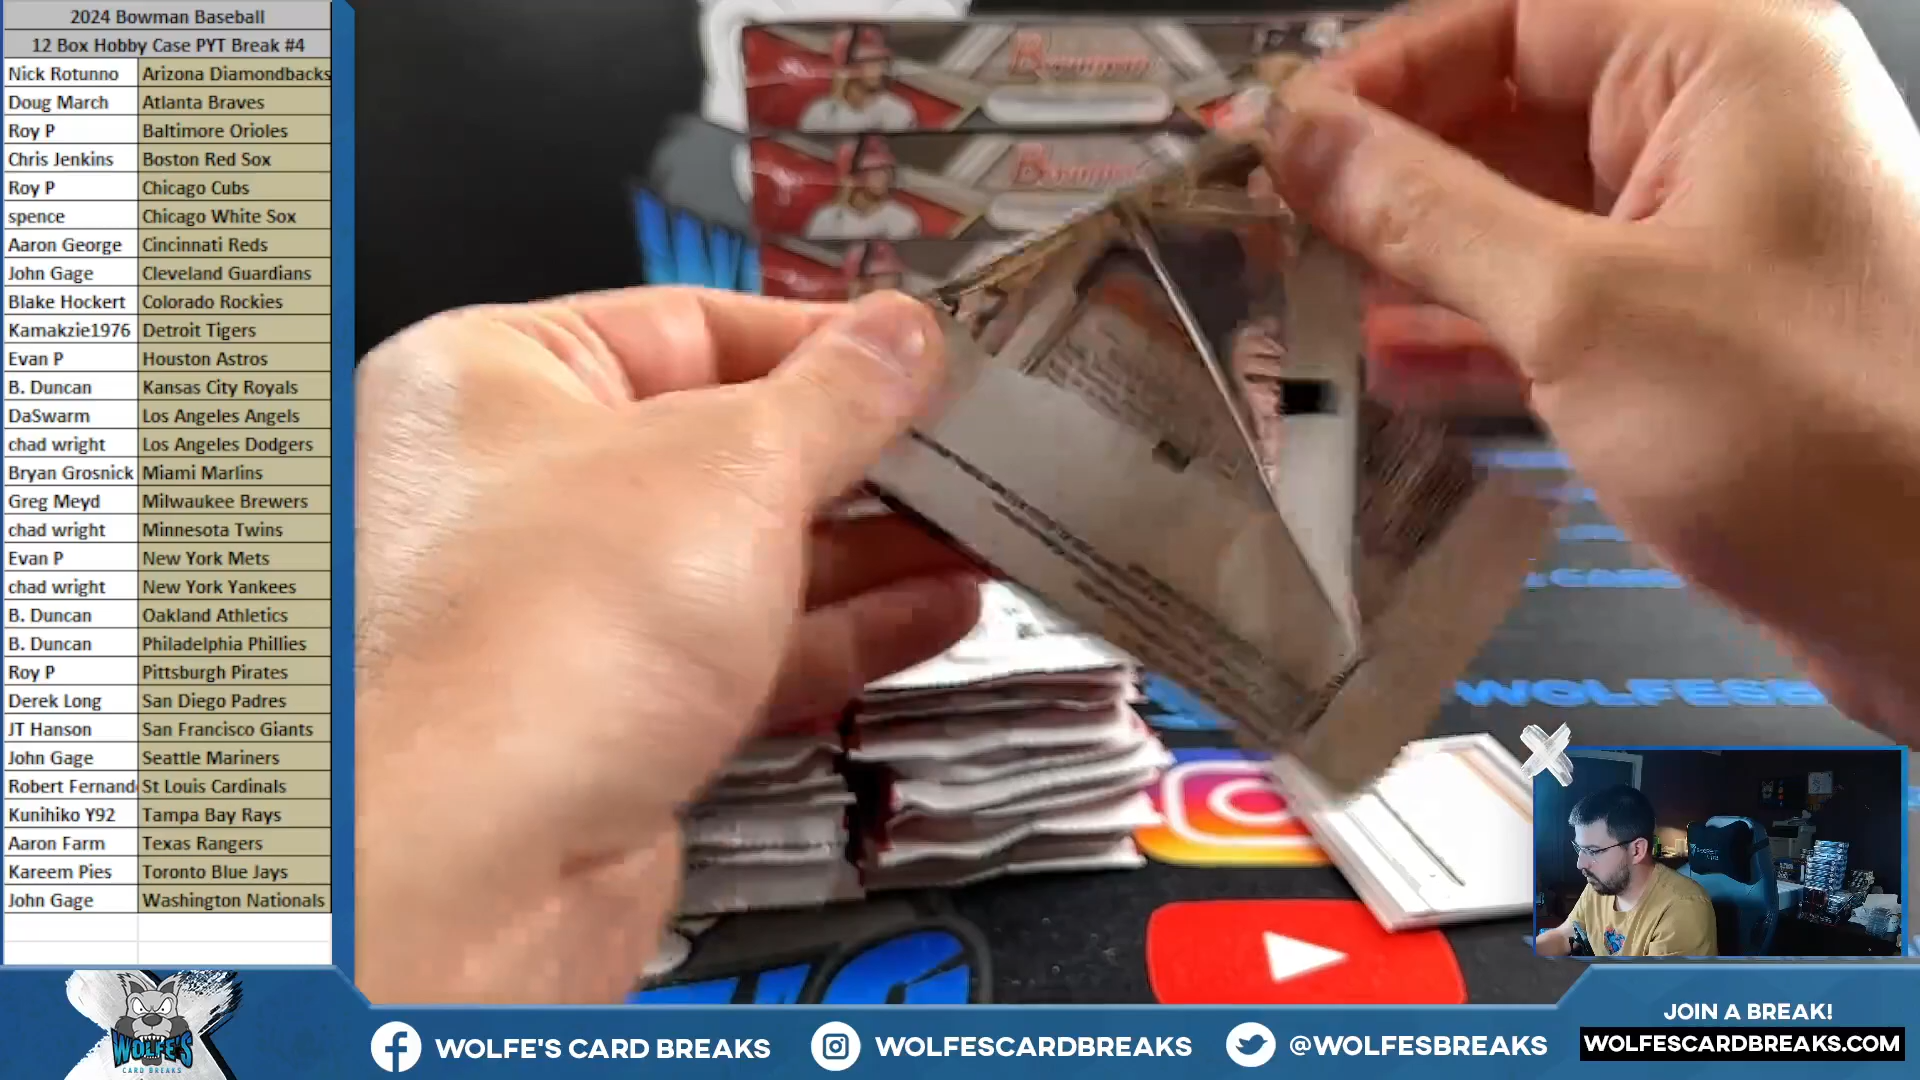 2024 Bowman Baseball
12 Box Hobby Case PYT Break #4
Nick Rotunno Arizona Diamondbacks
Doug March Atlanta Braves
Roy P Baltimore Orioles
Chris Jenkins Boston Red Sox
Roy P Chicago Cubs
spence Chicago White Sox
Aaron George Cincinnati Reds
John Gage Cleveland Guardians
Blake Hockert Colorado Rockies
Kamakzie1976 Detroit Tigers
Evan P Houston Astros
B. Duncan Kansas City Royals
DaSwarm Los Angeles Angels
chad wright Los Angeles Dodgers
Bryan Grosnick Miami Marlins
Greg Meyd Milwaukee Brewers
chad wright Minnesota Twins
Evan P New York Mets
chad wright New York Yankees
B. Duncan Oakland Athletics
B. Duncan Philadelphia Phillies
Roy P Pittsburgh Pirates
Derek Long San Diego Padres
JT Hanson San Francisco Giants
John Gage Seattle Mariners
Robert Fernand St Louis Cardinals
Kunihiko Y92 Tampa Bay Rays
Aaron Farm Texas Rangers
Kareem Pies Toronto Blue Jays
John Gage Washington Nationals
Bowman
Bowman
WOLFESB
WOLFE'S
CARD BREAKS
WOLFE'S CARD BREAKS
WOLFESCARDBREAKS
@WOLFESBREAKS
JOIN A BREAK!
WOLFESCARDBREAKS.COM